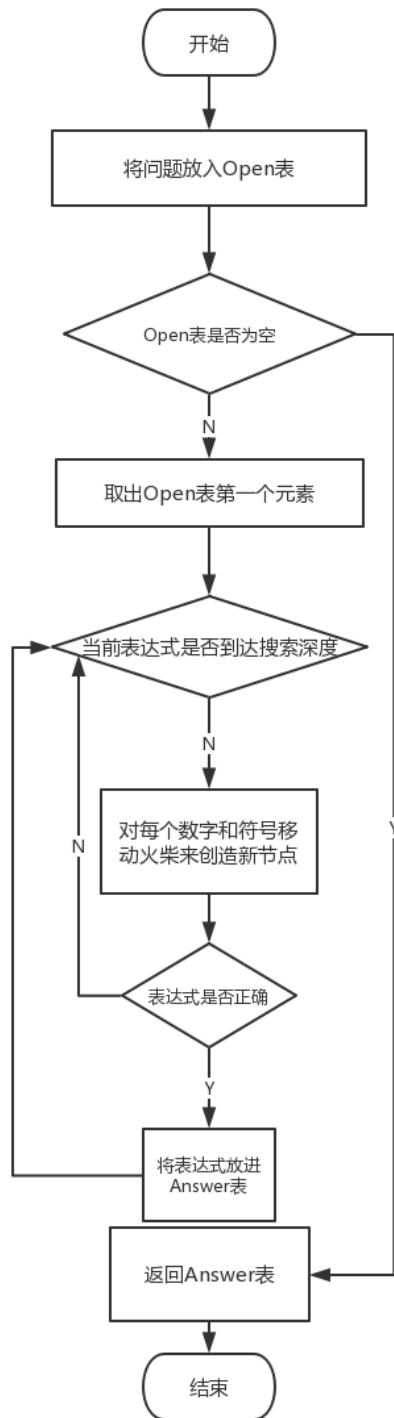 开始
将问题放入Open表
Open表是否为空
N
取出Open表第一个元素
当前表达式是否到达搜索深度
N
对每个数字和符号移
动火柴来创造新节点
Y
N
表达式是否正确
Y
将表达式放进
Answer表
返回Answer表
结束